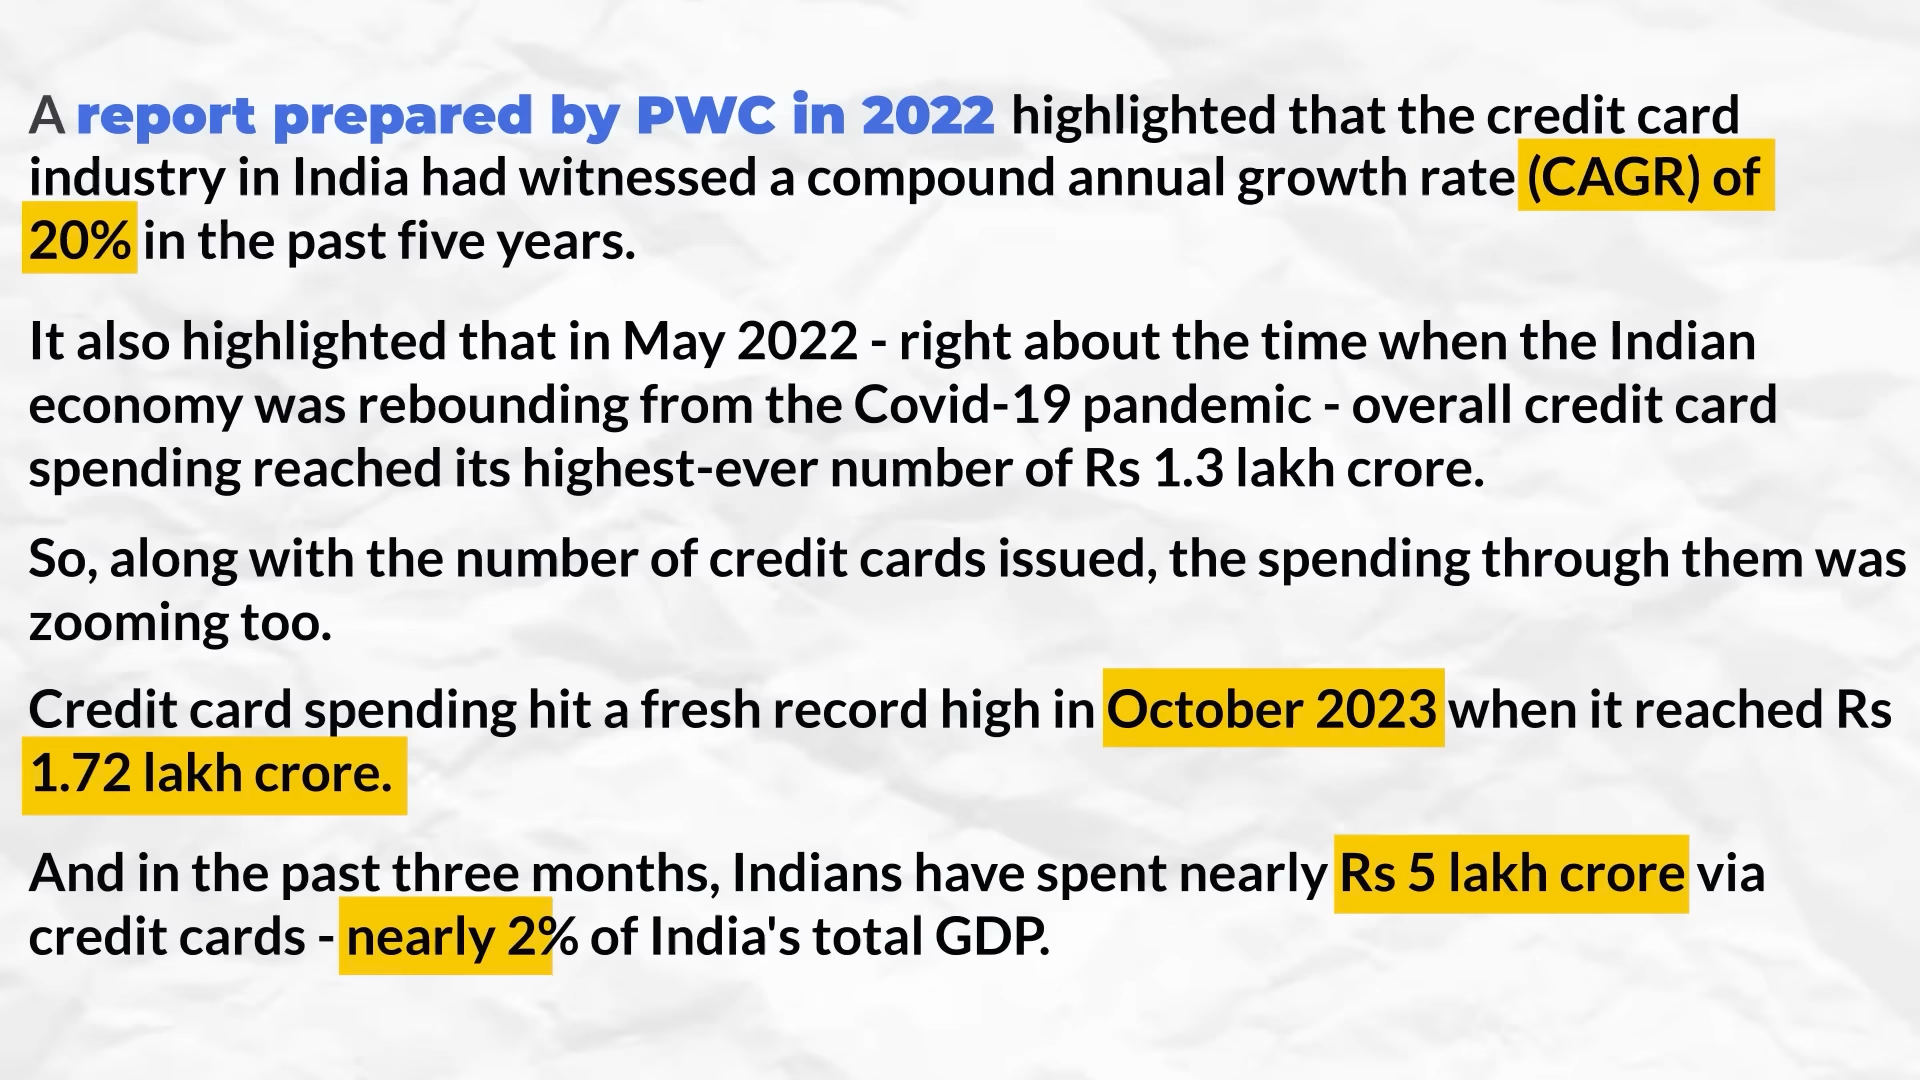 A report prepared by PWC in 2022 highlighted that the credit card
industry in India had witnessed a compound annual growth rate (CAGR) of
20% in the past five years.
It also highlighted that in May 2022 - right about the time when the Indian
economy was rebounding from the Covid-19 pandemic - overall credit card
spending reached its highest-ever number of Rs 1.3 lakh crore.
So, along with the number of credit cards issued, the spending through them was
zooming too.
Credit card spending hit a fresh record high in October 2023 when it reached Rs
1.72 lakh crore.
And in the past three months, Indians have spent nearly Rs 5 lakh crore via
credit cards - nearly 2% of India's total GDP.